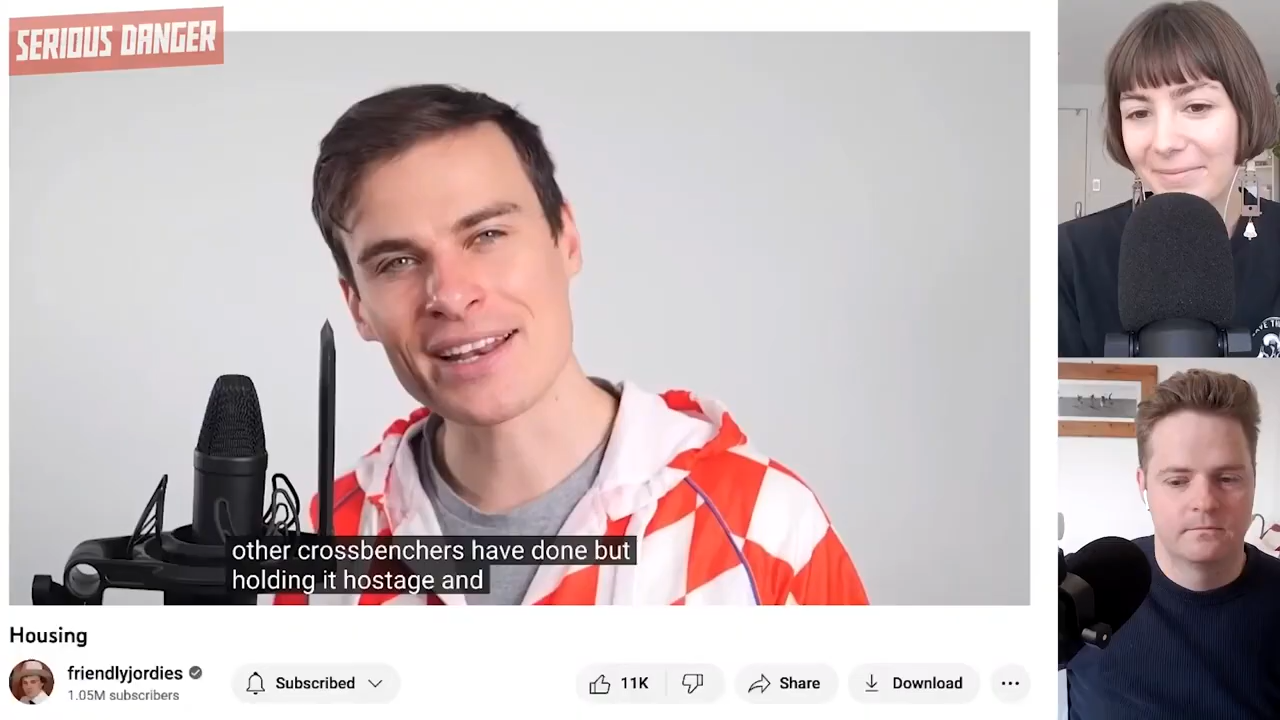 SERIOUS DANGER
other crossbenchers have done but
holding it hostage and
Housing
friendlyjordies
1.05M subscribers
Subscribed
11K
Share
Download